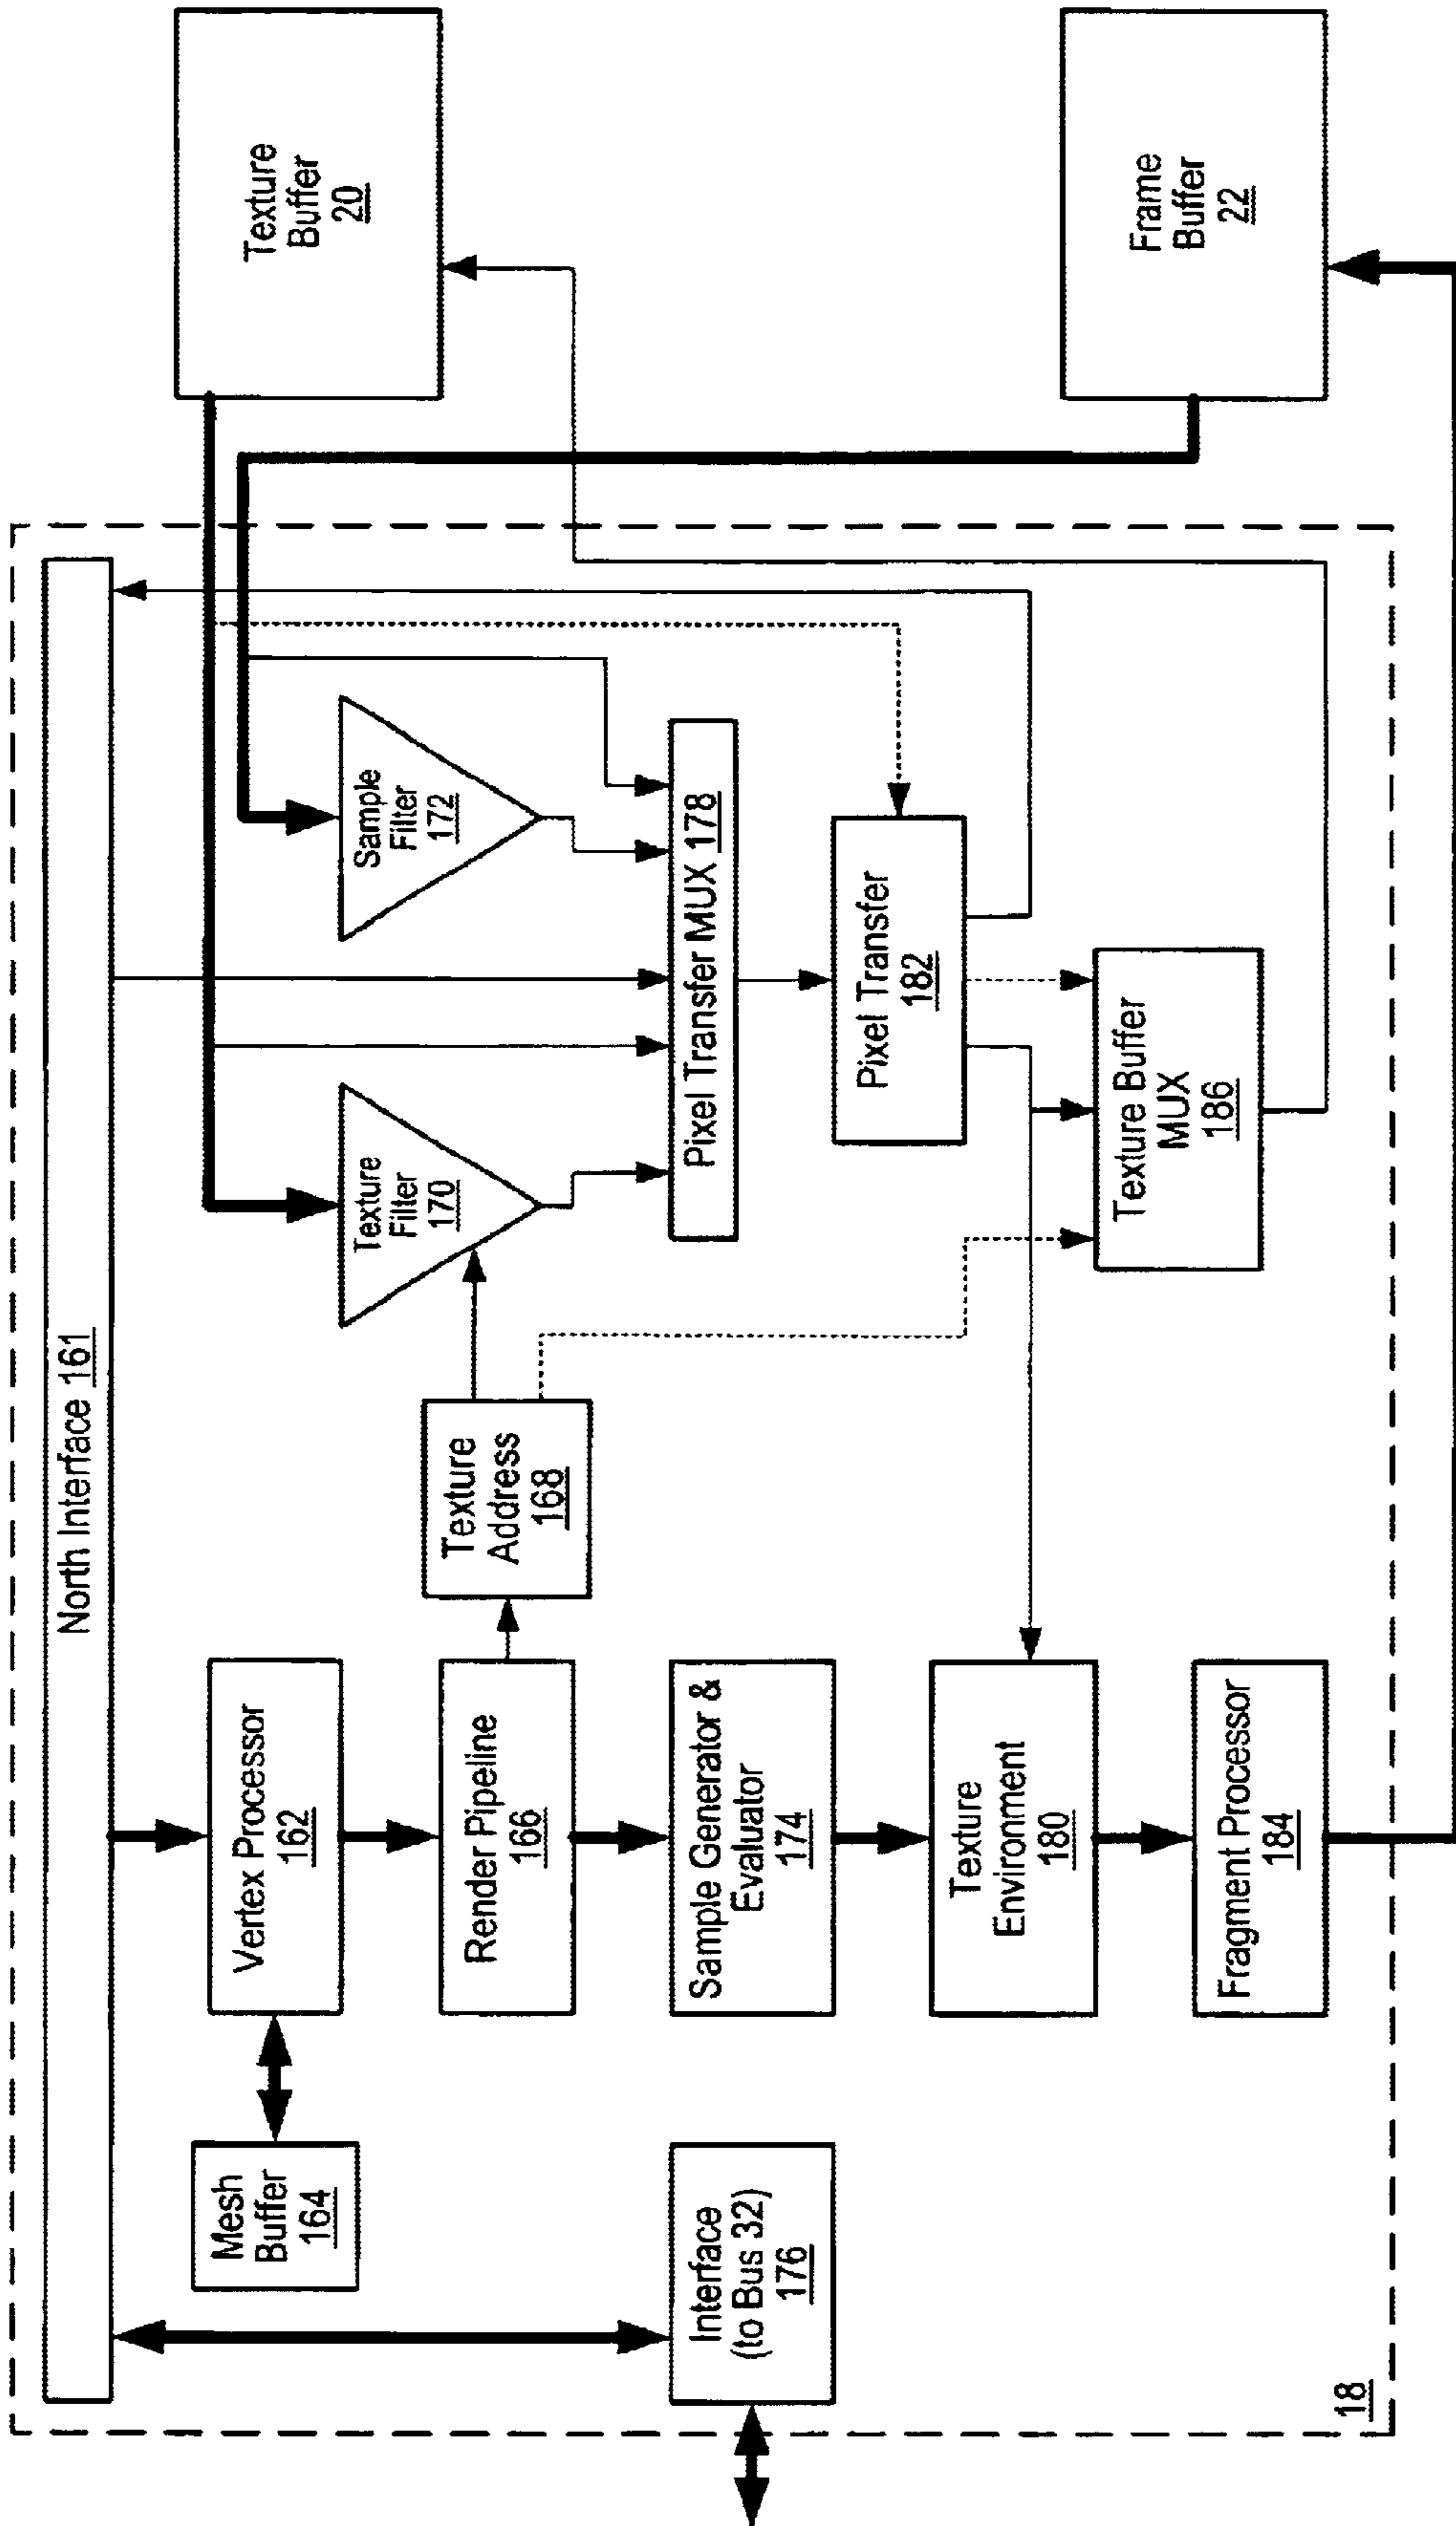 North Interface 161
Mesh
Buffer
164
Vertex Processor
162
Render Pipeline
166
Texture
Address
168
Texture
Filter
170
Sample
Filter
172
Texture
Buffer
20
Interface
(to Bus 32)
176
Sample Generator &
Evaluator
174
Pixel Transfer MUX 178
Texture
Environment
180
Pixel Transfer
182
Fragment Processor
184
Texture Buffer
MUX
186
Frame
Buffer
22
18